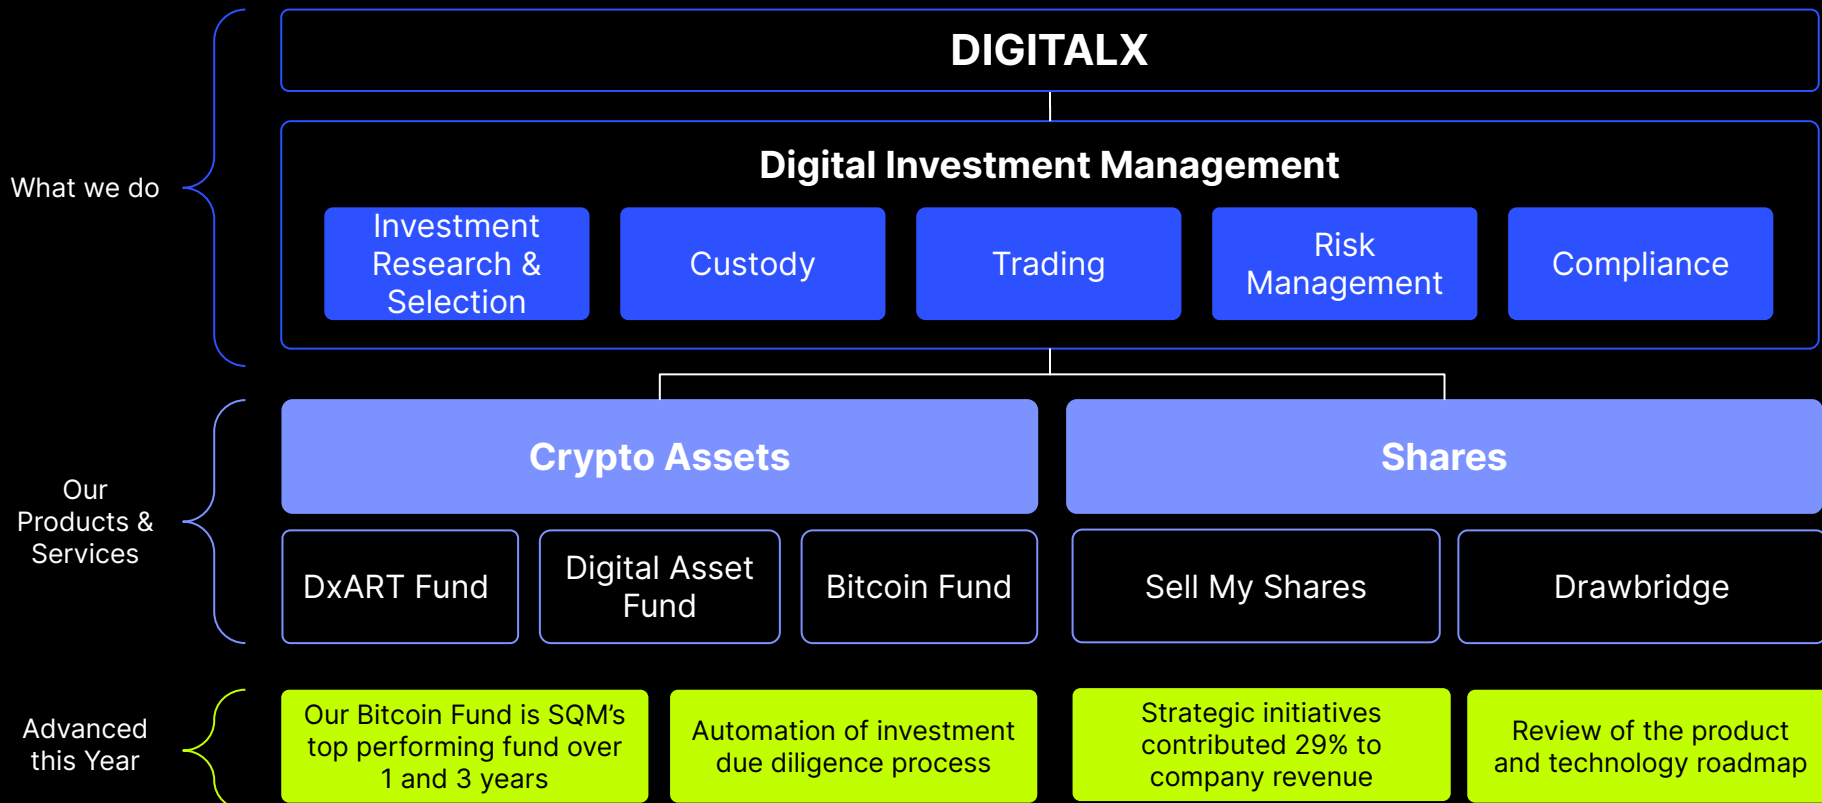 DIGITALX
What we do
Digital Investment Management
Investment
Research &
Selection
Custody
Trading
Risk
Management
Compliance
Our
Products &
Services
Crypto Assets
Shares
DxART Fund
Digital Asset
Fund
Bitcoin Fund
Sell My Shares
Drawbridge
Advanced
this Year
Our Bitcoin Fund is SQM’s
top performing fund over
1 and 3 years
Automation of investment
due diligence process
Strategic initiatives
contributed 29% to
company revenue
Review of the product
and technology roadmap